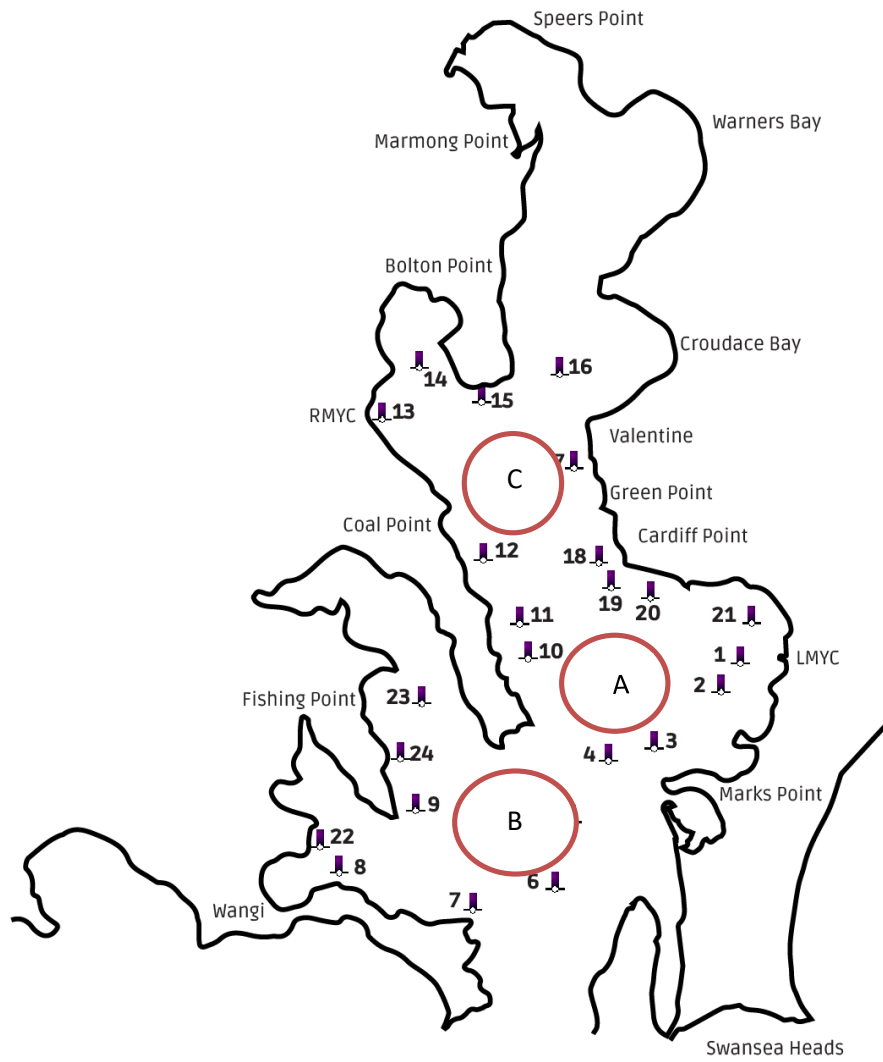 Speers Point
Warners Bay
Marmong Point
Bolton Point
Croudace Bay
16
14
15
RMYC
13
Valentine
7
C
Green Point
Coal Point
Cardiff Point
12
18
19
20
11
21
10
1
LMYC
A
2
23
Fishing Point
3
4
24
Marks Point
9
B
22
8
6
7
Wangi
Swansea Heads